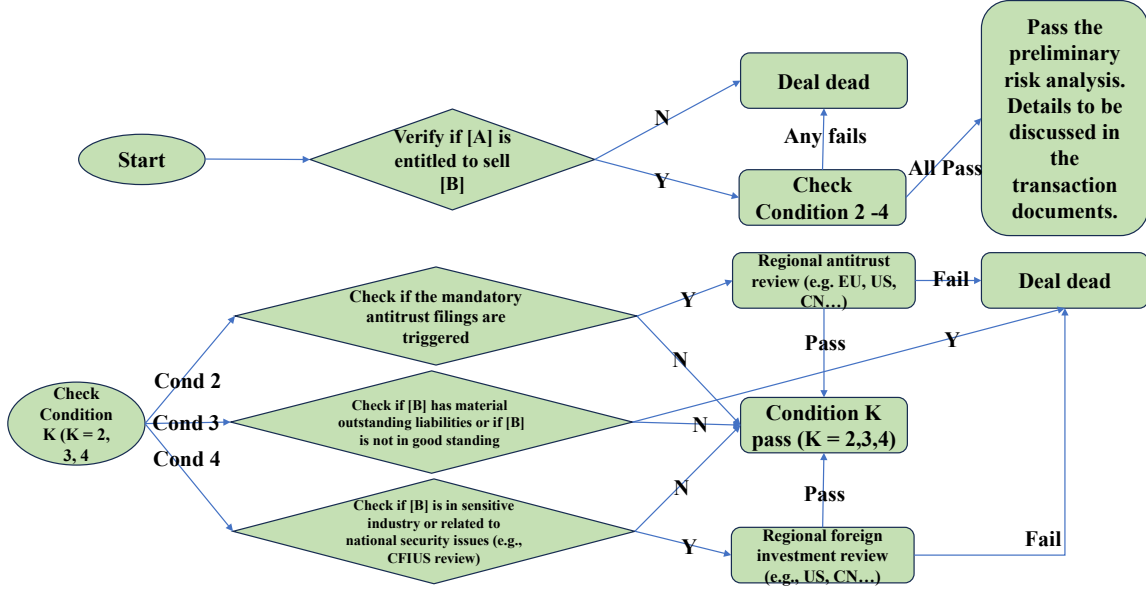 Start
Verify if [A] is
entitled to sell
[B]
N
Y
Deal dead
Any fails
Check
Condition 2 -4
All Pass
Pass the
preliminary
risk analysis.
Details to be
discussed in
the
transaction
documents.
Check
Condition
K (K = 2,
3, 4
Cond 2
Cond 3
Cond 4
Check if the mandatory
antitrust filings are
triggered
Y
N
Regional antitrust
review (e.g. EU, US,
CN…)
Fail
Deal dead
Pass
Check if [B] has material
outstanding liabilities or if [B]
is not in good standing
Y
N
Condition K
pass (K = 2,3,4)
Check if [B] is in sensitive
industry or related to
national security issues (e.g.,
CFIUS review)
N
Y
Pass
Regional foreign
investment review
(e.g., US, CN…)
Fail